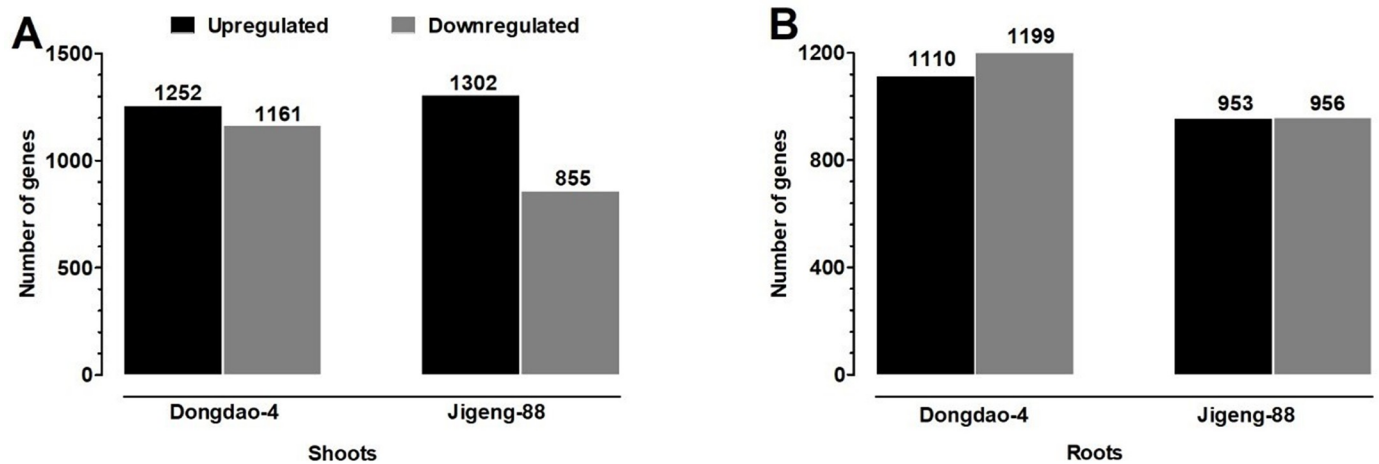 A
Upregulated
Downregulated
Number of genes
1500
1000
500
0
1252
1161
1302
855
Dongdao-4
Jigeng-88
Shoots
B
Number of genes
1200
800
400
0
1110
1199
953
956
Dongdao-4
Jigeng-88
Roots